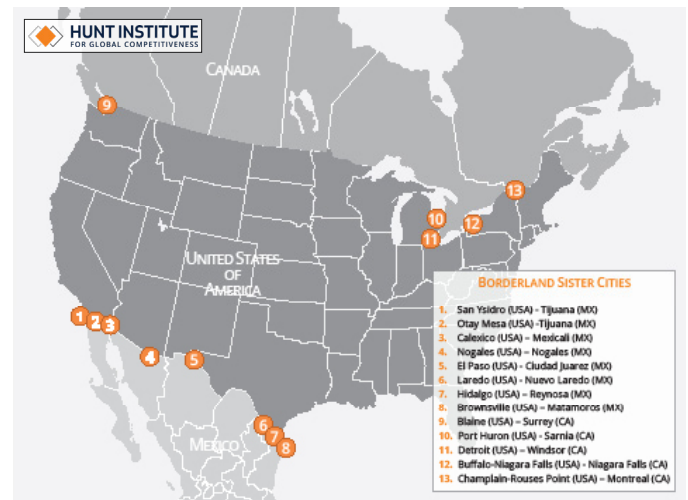 HUNT INSTITUTE
FOR GLOBAL COMPETITIVENESS
CANADA
9
13
10
12
11
UNITED STATES
OF
AMERICA
1
2
3
4
5
6
7
8
MEXICO
BORDERLAND SISTER CITIES
1. San Ysidro (USA) - Tijuana (MX)
2. Otay Mesa (USA) -Tijuana (MX)
3. Calexico (USA) – Mexicali (MX)
4. Nogales (USA) – Nogales (MX)
5. El Paso (USA) - Ciudad Juarez (MX)
6. Laredo (USA) - Nuevo Laredo (MX)
7. Hidalgo (USA) – Reynosa (MX)
8. Brownsville (USA) – Matamoros (MX)
9. Blaine (USA) – Surrey (CA)
10. Port Huron (USA) - Sarnia (CA)
11. Detroit (USA) – Windsor (CA)
12. Buffalo-Niagara Falls (USA) - Niagara Falls (CA)
13. Champlain-Rouses Point (USA) – Montreal (CA)